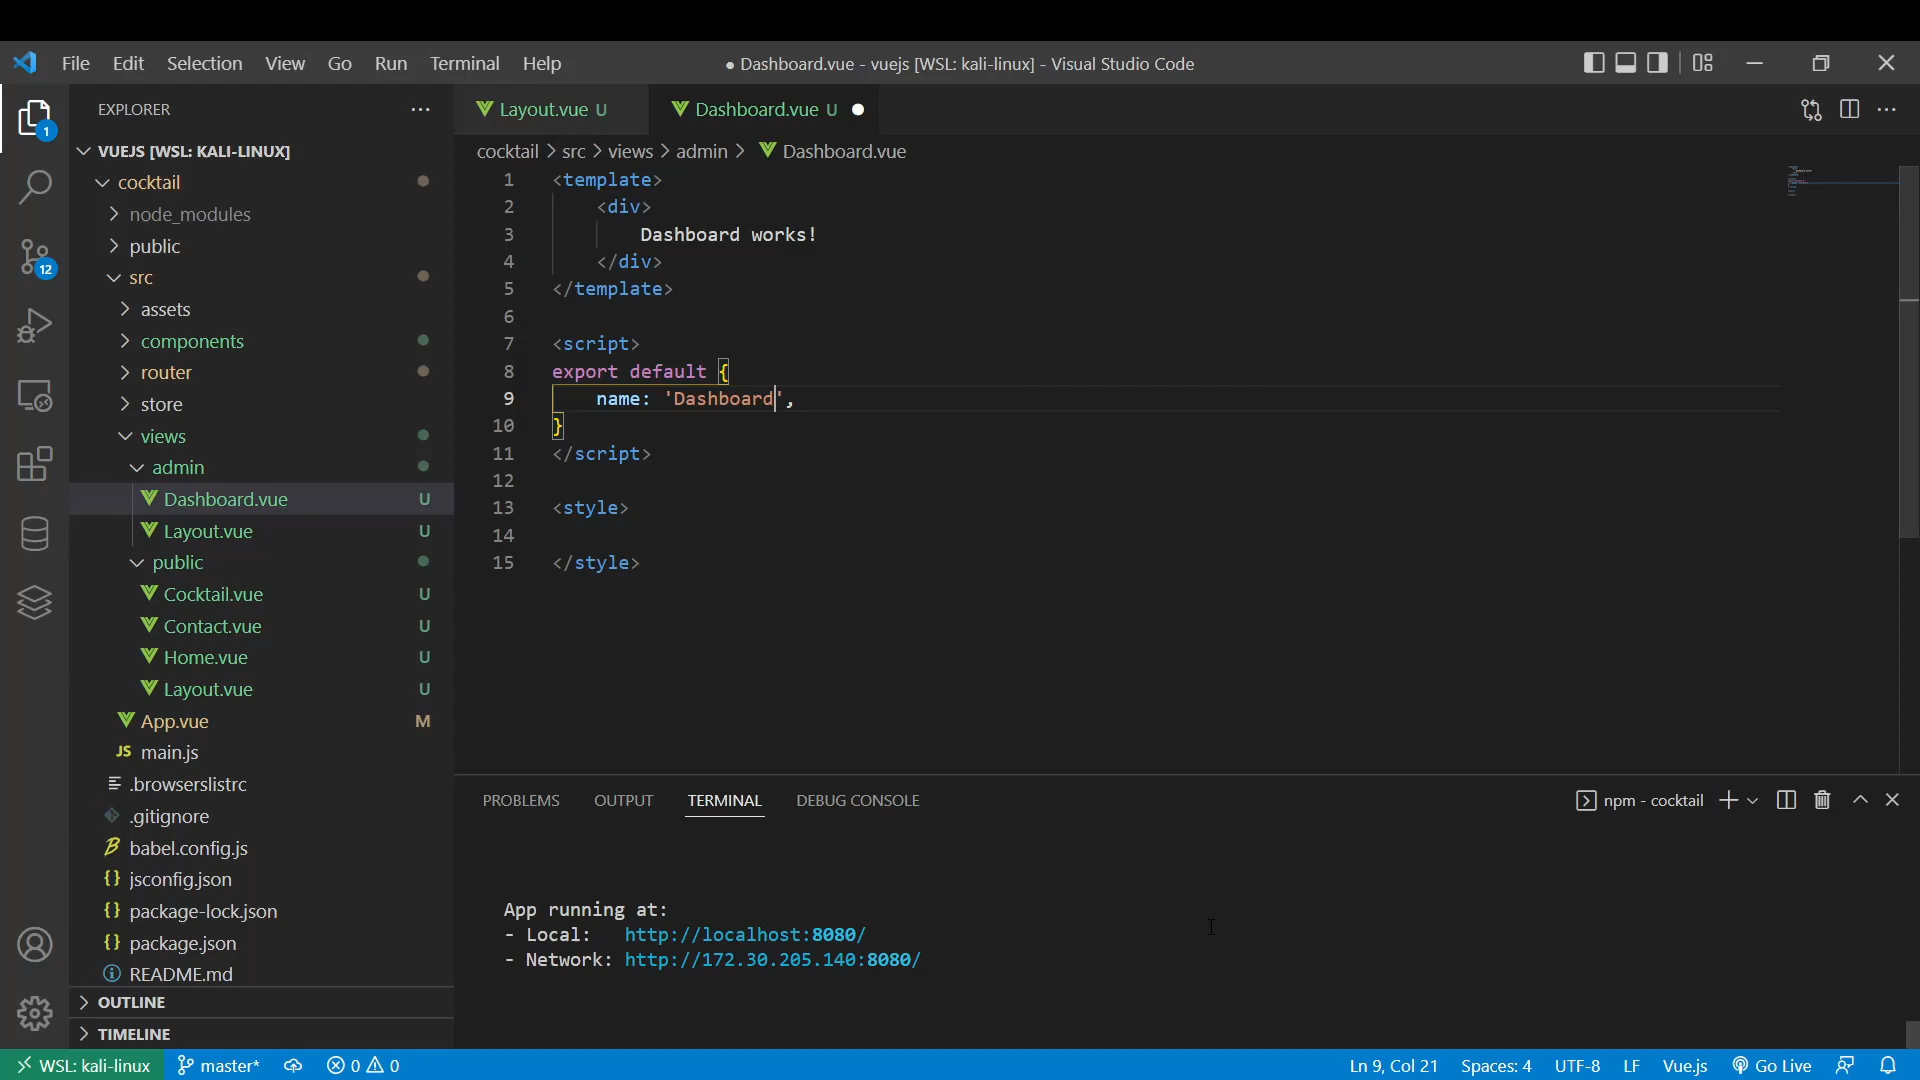 File Edit Selection View Go Run Terminal Help
● Dashboard.vue - vuejs [WSL: kali-linux] - Visual Studio Code
EXPLORER
VUEJS [WSL: KALI-LINUX]
cocktail
node_modules
public
src
assets
components
router
store
views
admin
Dashboard.vue U
Layout.vue U
public
Cocktail.vue U
Contact.vue U
Home.vue U
Layout.vue U
App.vue M
JS main.js
.browserslistrc
.gitignore
babel.config.js
{} jsconfig.json
{} package-lock.json
{} package.json
README.md
OUTLINE
TIMELINE
1
12
Layout.vue U
Dashboard.vue U
cocktail > src > views > admin > Dashboard.vue
1 <template>
2 <div>
3 Dashboard works!
4 </div>
5 </template>
6
7 <script>
8 export default {
9 name: 'Dashboard',
10 }
11 </script>
12
13 <style>
14
15 </style>
PROBLEMS OUTPUT TERMINAL DEBUG CONSOLE
npm - cocktail
App running at:
- Local: http://localhost:8080/
- Network: http://172.30.205.140:8080/
WSL: kali-linux master* 0 0
Ln 9, Col 21 Spaces: 4 UTF-8 LF Vue.js Go Live